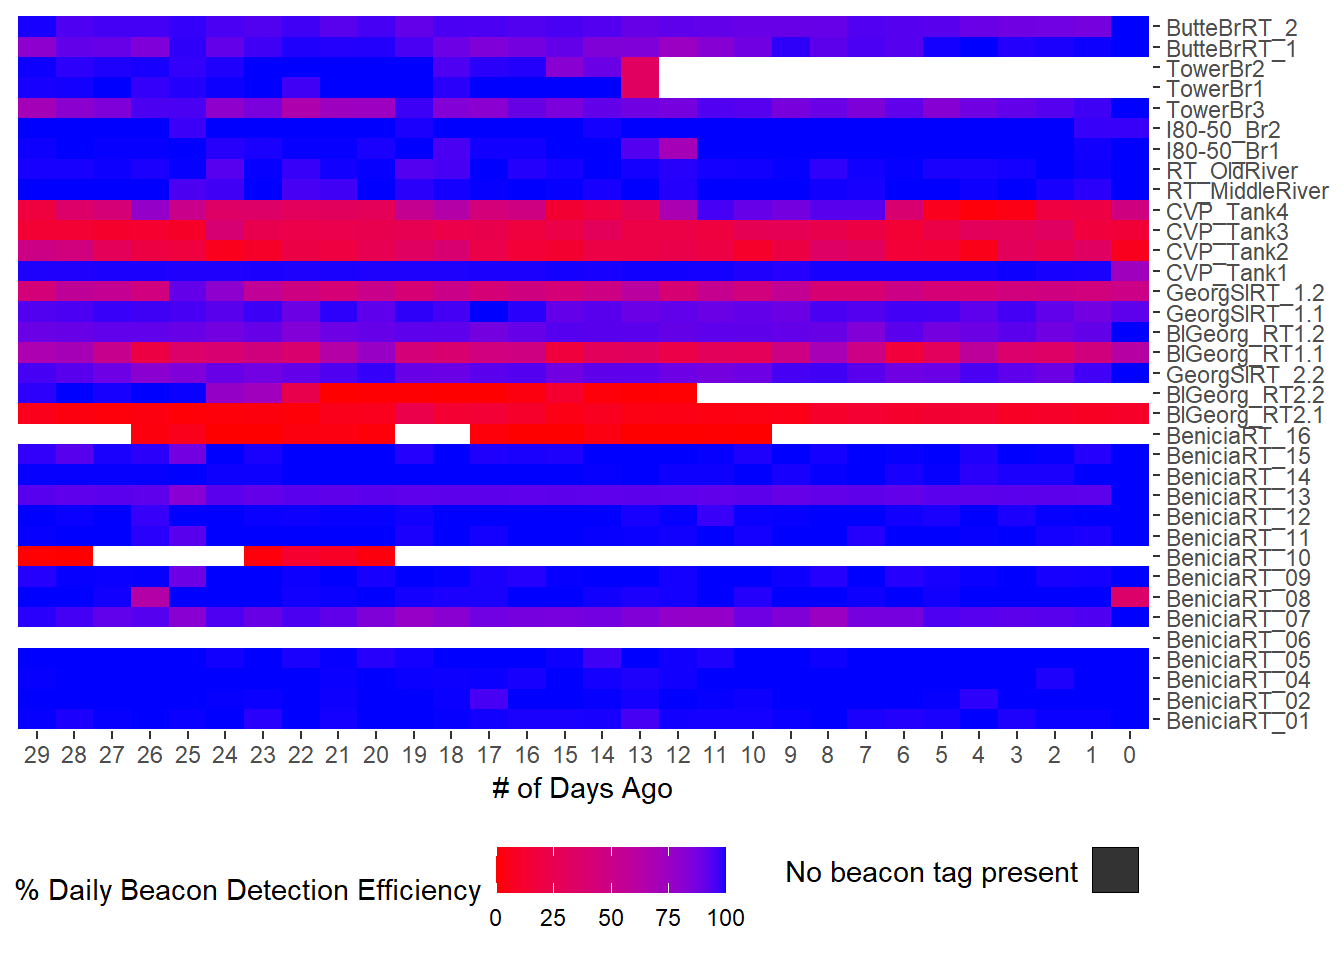 ButteBrRT_2
ButteBrRT_1
TowerBr2
TowerBr1
TowerBr3
I80-50_Br2
I80-50_Br1
RT_OldRiver
RT_MiddleRiver
CVP_Tank4
CVP_Tank3
CVP_Tank2
CVP_Tank1
GeorgSlRT_1.2
GeorgSlRT_1.1
BlGeorg_RT1.2
BlGeorg_RT1.1
GeorgSlRT_2.2
BlGeorg_RT2.2
BlGeorg_RT2.1
BeniciaRT_16
BeniciaRT_15
BeniciaRT_14
BeniciaRT_13
BeniciaRT_12
BeniciaRT_11
BeniciaRT_10
BeniciaRT_09
BeniciaRT_08
BeniciaRT_07
BeniciaRT_06
BeniciaRT_05
BeniciaRT_04
BeniciaRT_02
BeniciaRT_01
29 28 27 26 25 24 23 22 21 20 19 18 17 16 15 14 13 12 11 10 9 8 7 6 5 4 3 2 1 0
# of Days Ago
% Daily Beacon Detection Efficiency
0 25 50 75 100
No beacon tag present